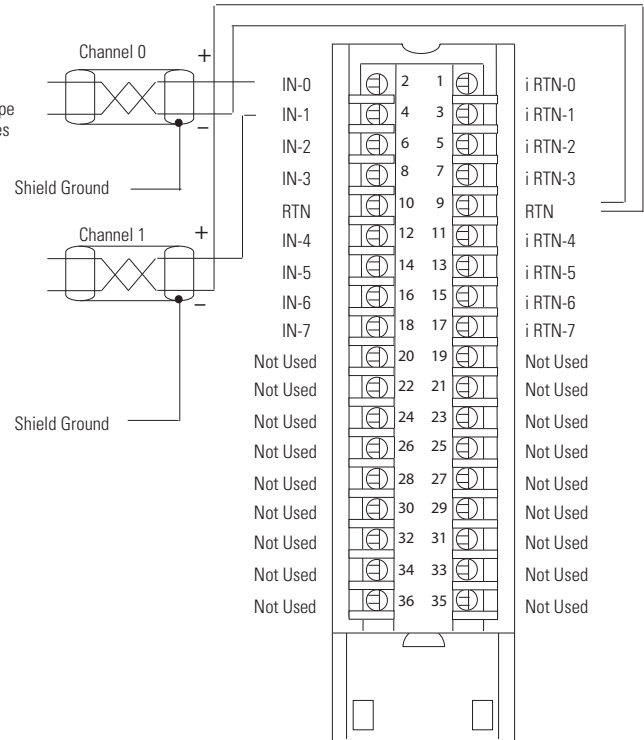 Channel 0
+
pe
es
−
Shield Ground
Channel 1
+
−
Shield Ground
IN-0 2 1 i RTN-0
IN-1 4 3 i RTN-1
IN-2 6 5 i RTN-2
IN-3 8 7 i RTN-3
RTN 10 9 RTN
IN-4 12 11 i RTN-4
IN-5 14 13 i RTN-5
IN-6 16 15 i RTN-6
IN-7 18 17 i RTN-7
Not Used 20 19 Not Used
Not Used 22 21 Not Used
Not Used 24 23 Not Used
Not Used 26 25 Not Used
Not Used 28 27 Not Used
Not Used 30 29 Not Used
Not Used 32 31 Not Used
Not Used 34 33 Not Used
Not Used 36 35 Not Used